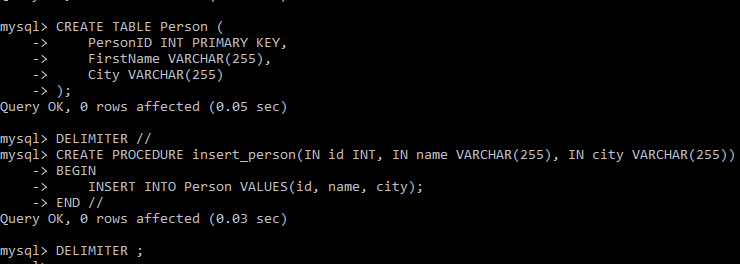 mysql> CREATE TABLE Person (
    ->     PersonID INT PRIMARY KEY,
    ->     FirstName VARCHAR(255),
    ->     City VARCHAR(255)
    -> );
Query OK, 0 rows affected (0.05 sec)
mysql> DELIMITER //
mysql> CREATE PROCEDURE insert_person(IN id INT, IN name VARCHAR(255), IN city VARCHAR(255))
    -> BEGIN
    ->     INSERT INTO Person VALUES(id, name, city);
    -> END //
Query OK, 0 rows affected (0.03 sec)
mysql> DELIMITER ;